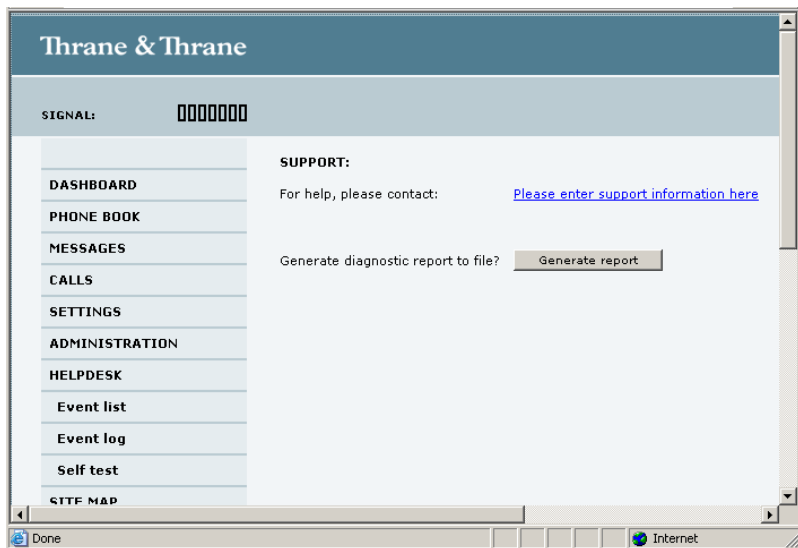 Thrane & Thrane
SIGNAL:
SUPPORT:
For help, please contact: Please enter support information here
Generate diagnostic report to file? Generate report
DASHBOARD
PHONE BOOK
MESSAGES
CALLS
SETTINGS
ADMINISTRATION
HELPDESK
Event list
Event log
Self test
SITE MAP
Done
Internet